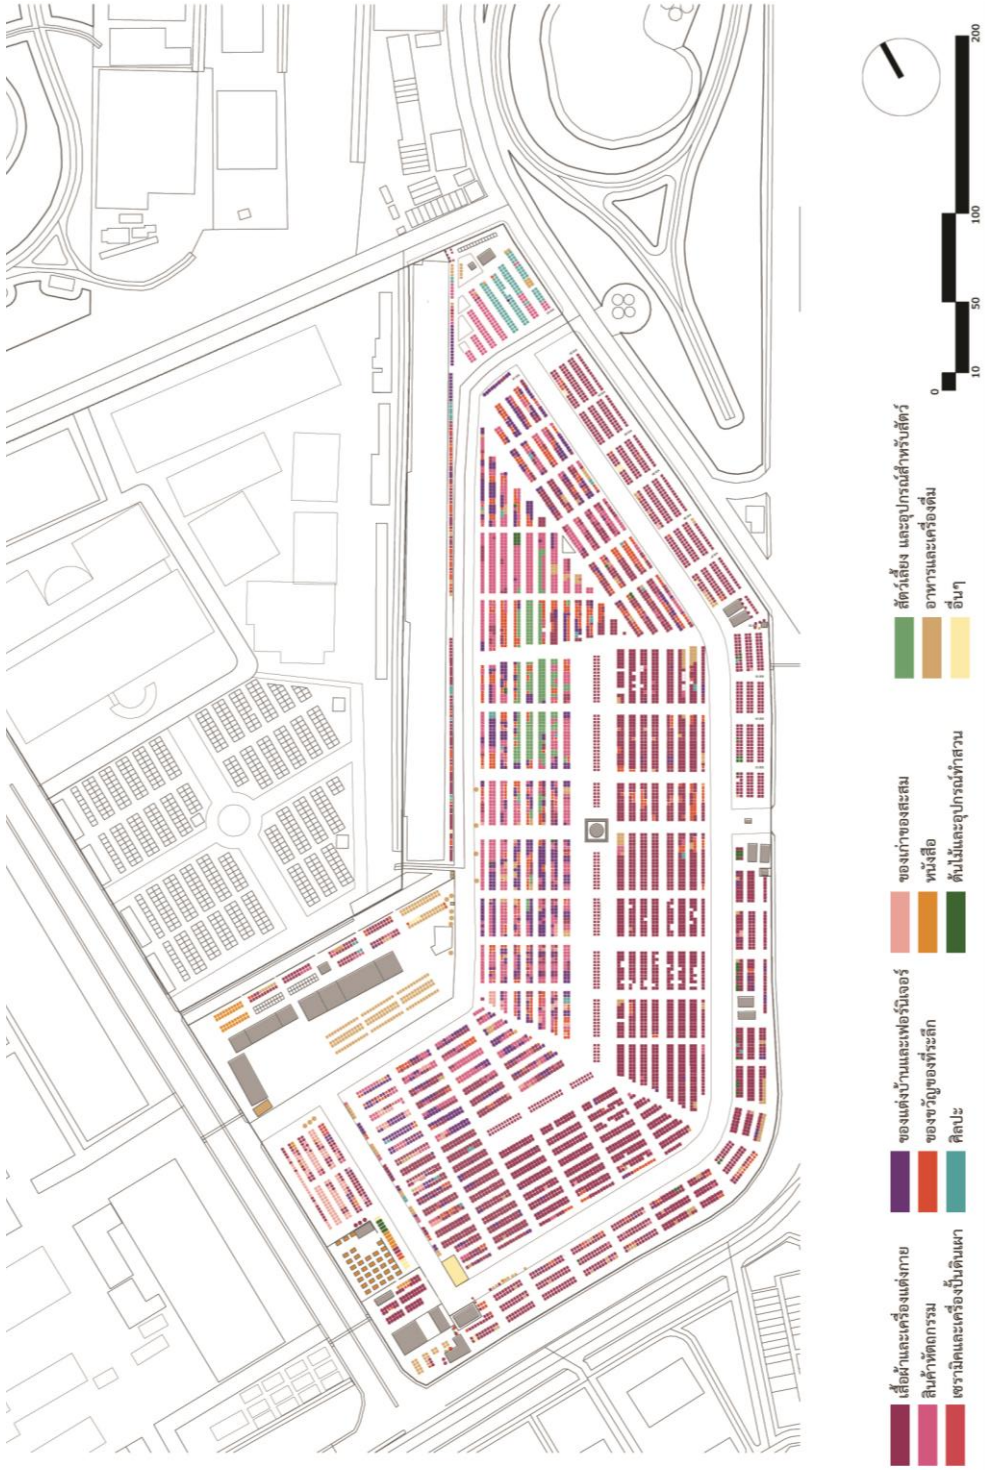 เสื้อผ้าและเครื่องแต่งกาย
สินค้าหัตถกรรม
เซรามิคและเครื่องปั้นดินเผา
ของแต่งบ้านและเฟอร์นิเจอร์
ของขวัญของที่ระลึก
ศิลปะ
ของเก่าของสะสม
หนังสือ
ต้นไม้และอุปกรณ์ทำสวน
สัตว์เลี้ยง และอุปกรณ์สำหรับสัตว์
อาหารและเครื่องดื่ม
อื่นๆ
0
10
50
100
200